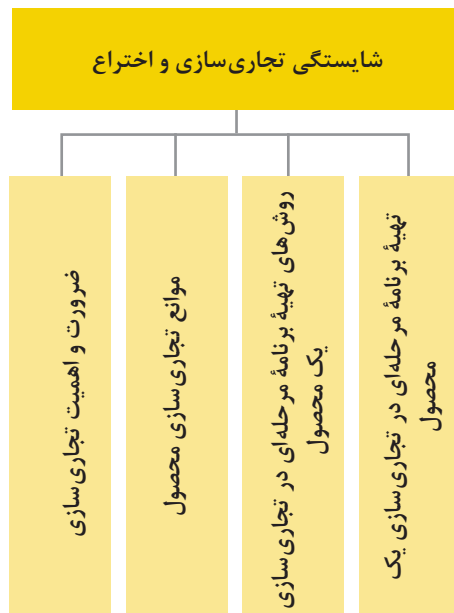 شایستگی تجاری‌سازی و اختراع
تهیهٔ برنامهٔ مرحله‌ای در تجاری‌سازی یک
محصول
روش‌های تهیهٔ برنامهٔ مرحله‌ای در تجاری‌سازی
یک محصول
موانع تجاری‌سازی محصول
ضرورت و اهمیت تجاری‌سازی